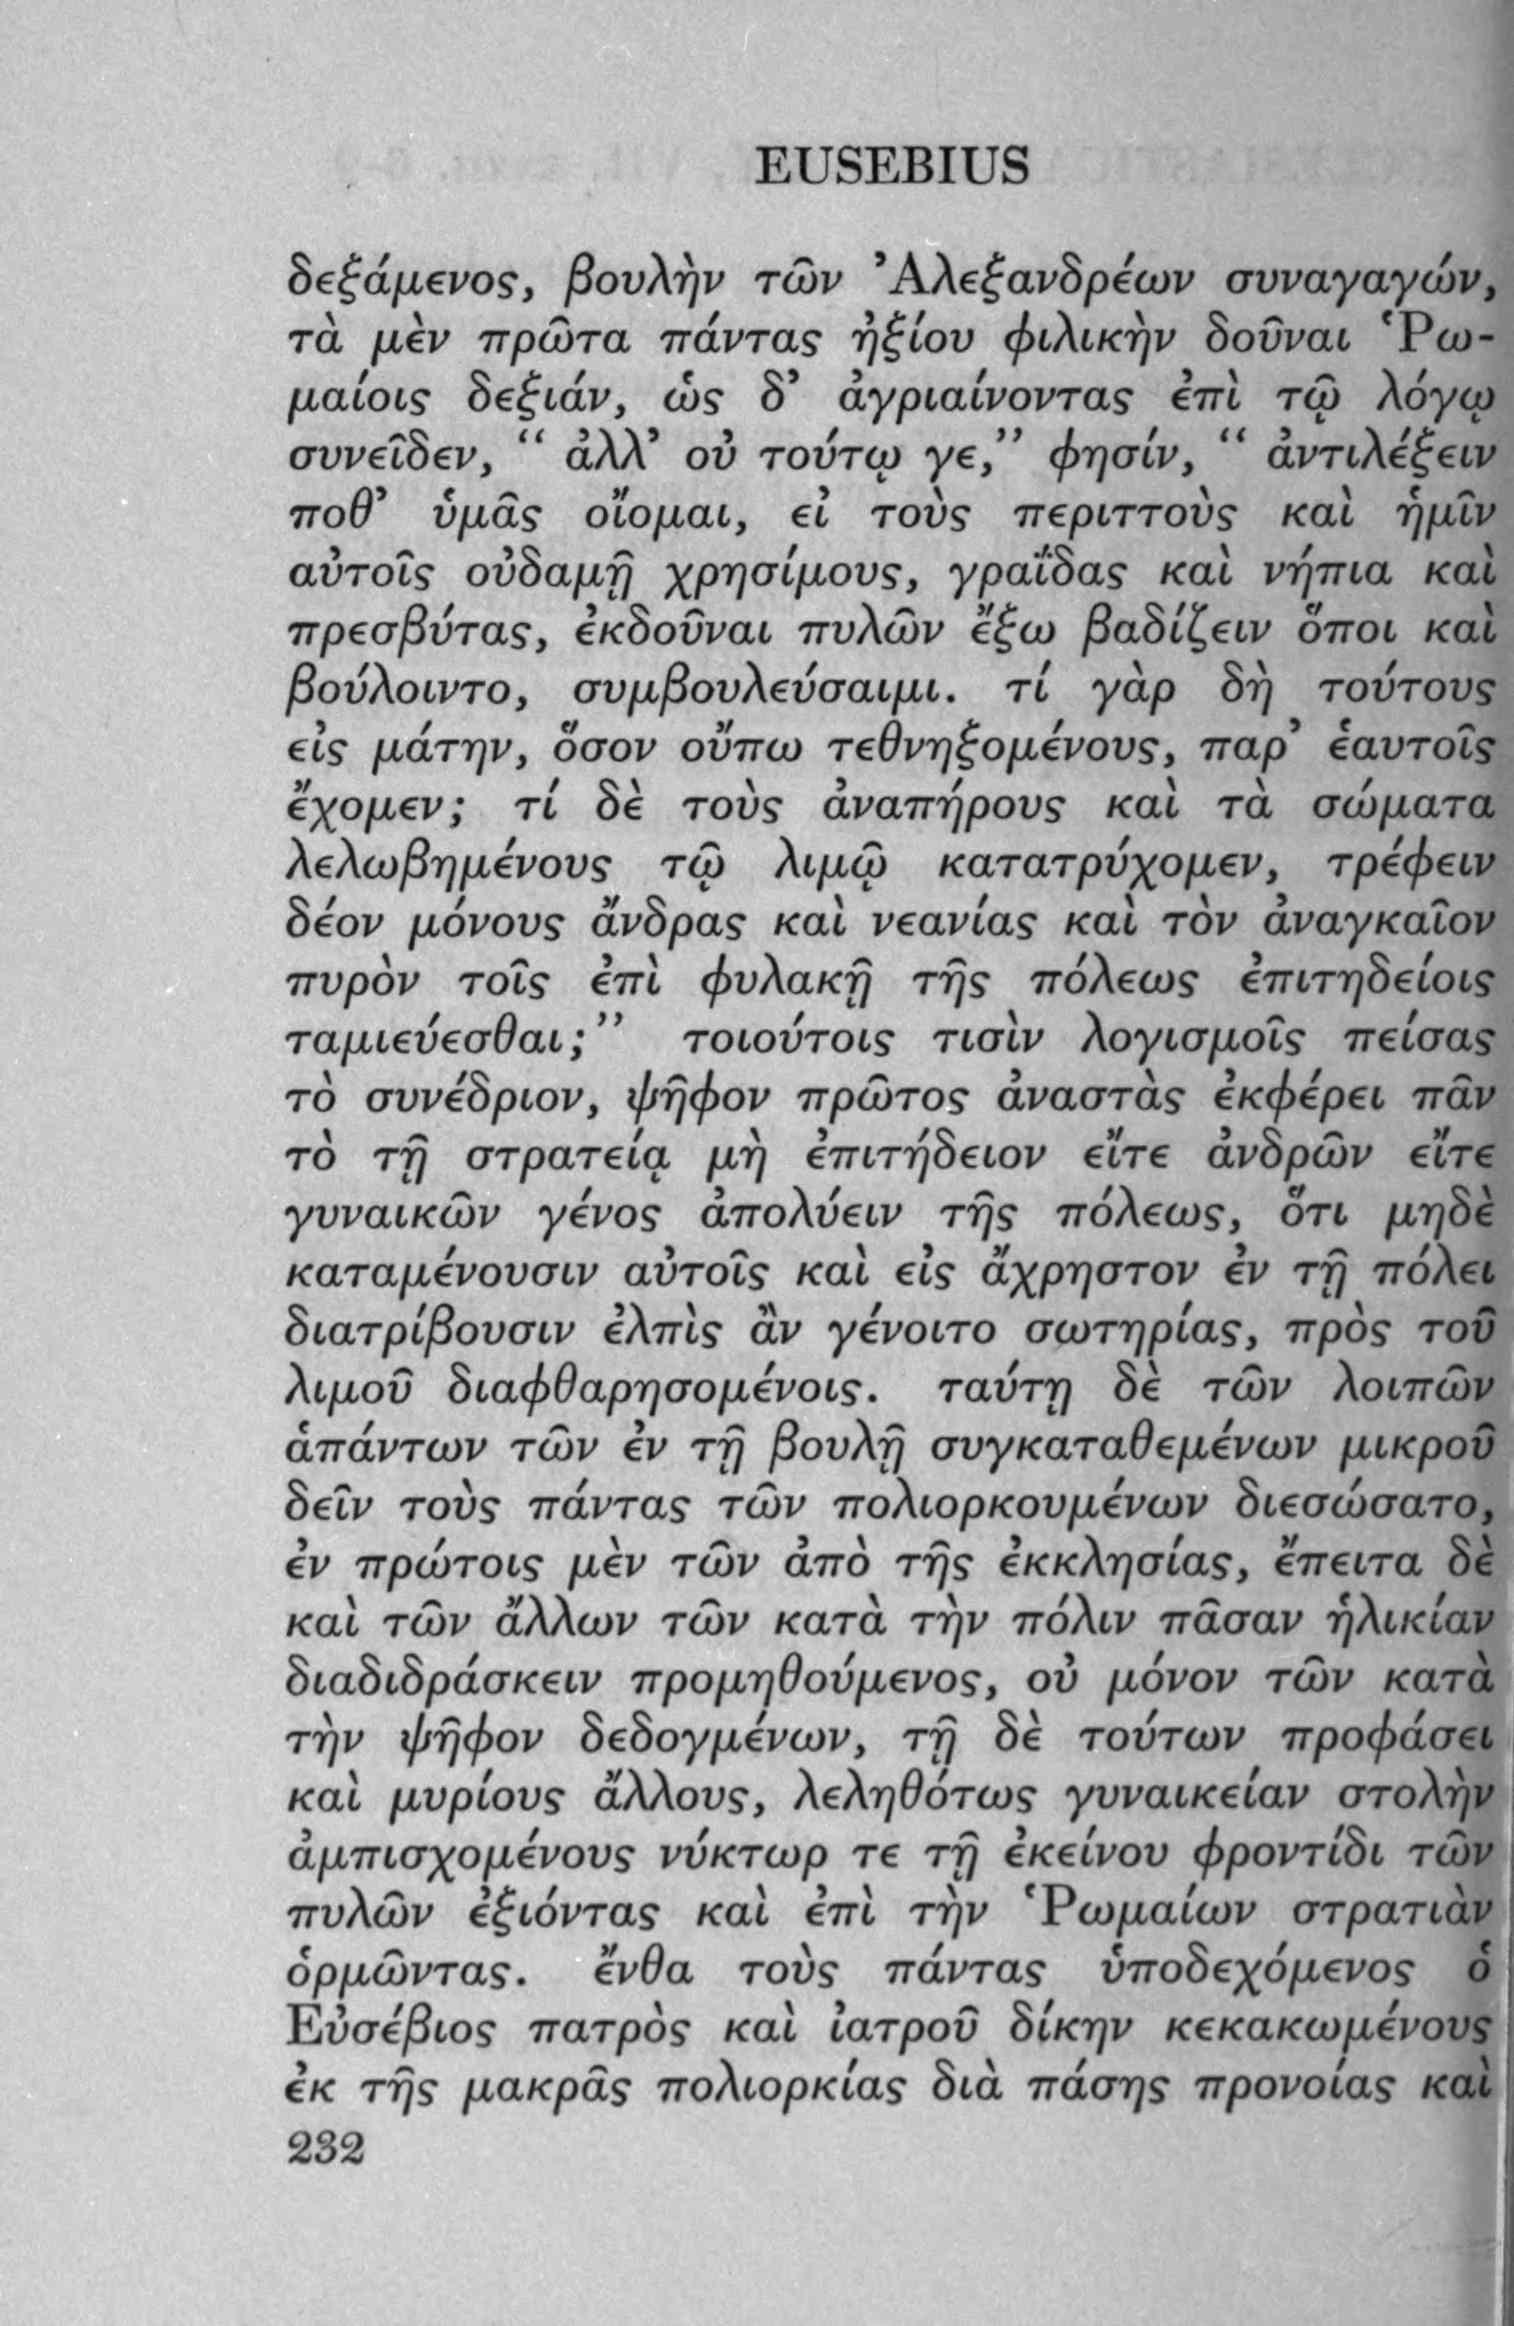 EUSEBIUS
δεξάμενος, βουλὴν τῶν Ἀλεξανδρέων συναγαγών,
τὰ μὲν πρῶτα πάντας ἠξίου φιλικὴν δοῦναι Ῥω-
μαίοις δεξιάν, ὡς δ’ ἀγριαίνοντας ἐπὶ τῷ λόγῳ
συνεῖδεν, “ ἀλλ’ οὐ τούτῳ γε,” φησίν, “ ἀντιλέξειν
ποθ’ ὑμᾶς οἴομαι, εἰ τοὺς περιττοὺς καὶ ἡμῖν
αὐτοῖς οὐδαμῇ χρησίμους, γραΐδας καὶ νήπια καὶ
πρεσβύτας, ἐκδοῦναι πυλῶν ἔξω βαδίζειν ὅποι καὶ
βούλοιντο, συμβουλεύσαιμι. τί γὰρ δὴ τούτους
εἰς μάτην, ὅσον οὔπω τεθνηξομένους, παρ’ ἑαυτοῖς
ἔχομεν; τί δὲ τοὺς ἀναπήρους καὶ τὰ σώματα
λελωβημένους τῷ λιμῷ κατατρύχομεν, τρέφειν
δέον μόνους ἄνδρας καὶ νεανίας καὶ τὸν ἀναγκαῖον
πυρὸν τοῖς ἐπὶ φυλακῇ τῆς πόλεως ἐπιτηδείοις
ταμιεύεσθαι;” τοιούτοις τισὶν λογισμοῖς πείσας
τὸ συνέδριον, ψῆφον πρῶτος ἀναστὰς ἐκφέρει πᾶν
τὸ τῇ στρατείᾳ μὴ ἐπιτήδειον εἴτε ἀνδρῶν εἴτε
γυναικῶν γένος ἀπολύειν τῆς πόλεως, ὅτι μηδὲ
καταμένουσιν αὐτοῖς καὶ εἰς ἄχρηστον ἐν τῇ πόλει
διατρίβουσιν ἐλπὶς ἂν γένοιτο σωτηρίας, πρὸς τοῦ
λιμοῦ διαφθαρησομένοις. ταύτῃ δὲ τῶν λοιπῶν
ἁπάντων τῶν ἐν τῇ βουλῇ συγκαταθεμένων μικροῦ
δεῖν τοὺς πάντας τῶν πολιορκουμένων διεσώσατο,
ἐν πρώτοις μὲν τῶν ἀπὸ τῆς ἐκκλησίας, ἔπειτα δὲ
καὶ τῶν ἄλλων τῶν κατὰ τὴν πόλιν πᾶσαν ἡλικίαν
διαδιδράσκειν προμηθούμενος, οὐ μόνον τῶν κατὰ
τὴν ψῆφον δεδογμένων, τῇ δὲ τούτων προφάσει
καὶ μυρίους ἄλλους, λεληθότως γυναικείαν στολὴν
ἀμπισχομένους νύκτωρ τε τῇ ἐκείνου φροντίδι τῶν
πυλῶν ἐξιόντας καὶ ἐπὶ τὴν Ῥωμαίων στρατιὰν
ὁρμῶντας. ἔνθα τοὺς πάντας ὑποδεχόμενος ὁ
Εὐσέβιος πατρὸς καὶ ἰατροῦ δίκην κεκακωμένους
ἐκ τῆς μακρᾶς πολιορκίας διὰ πάσης προνοίας καὶ
232